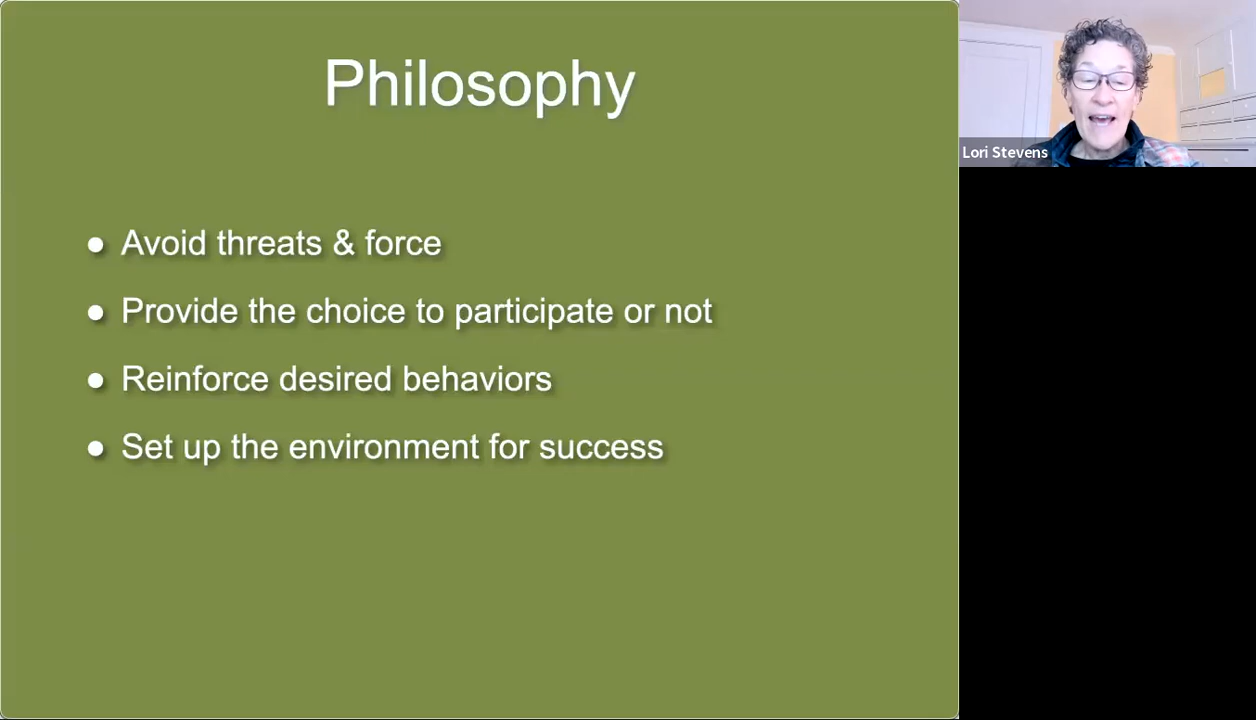 Philosophy
● Avoid threats & force
● Provide the choice to participate or not
● Reinforce desired behaviors
● Set up the environment for success
Lori Stevens